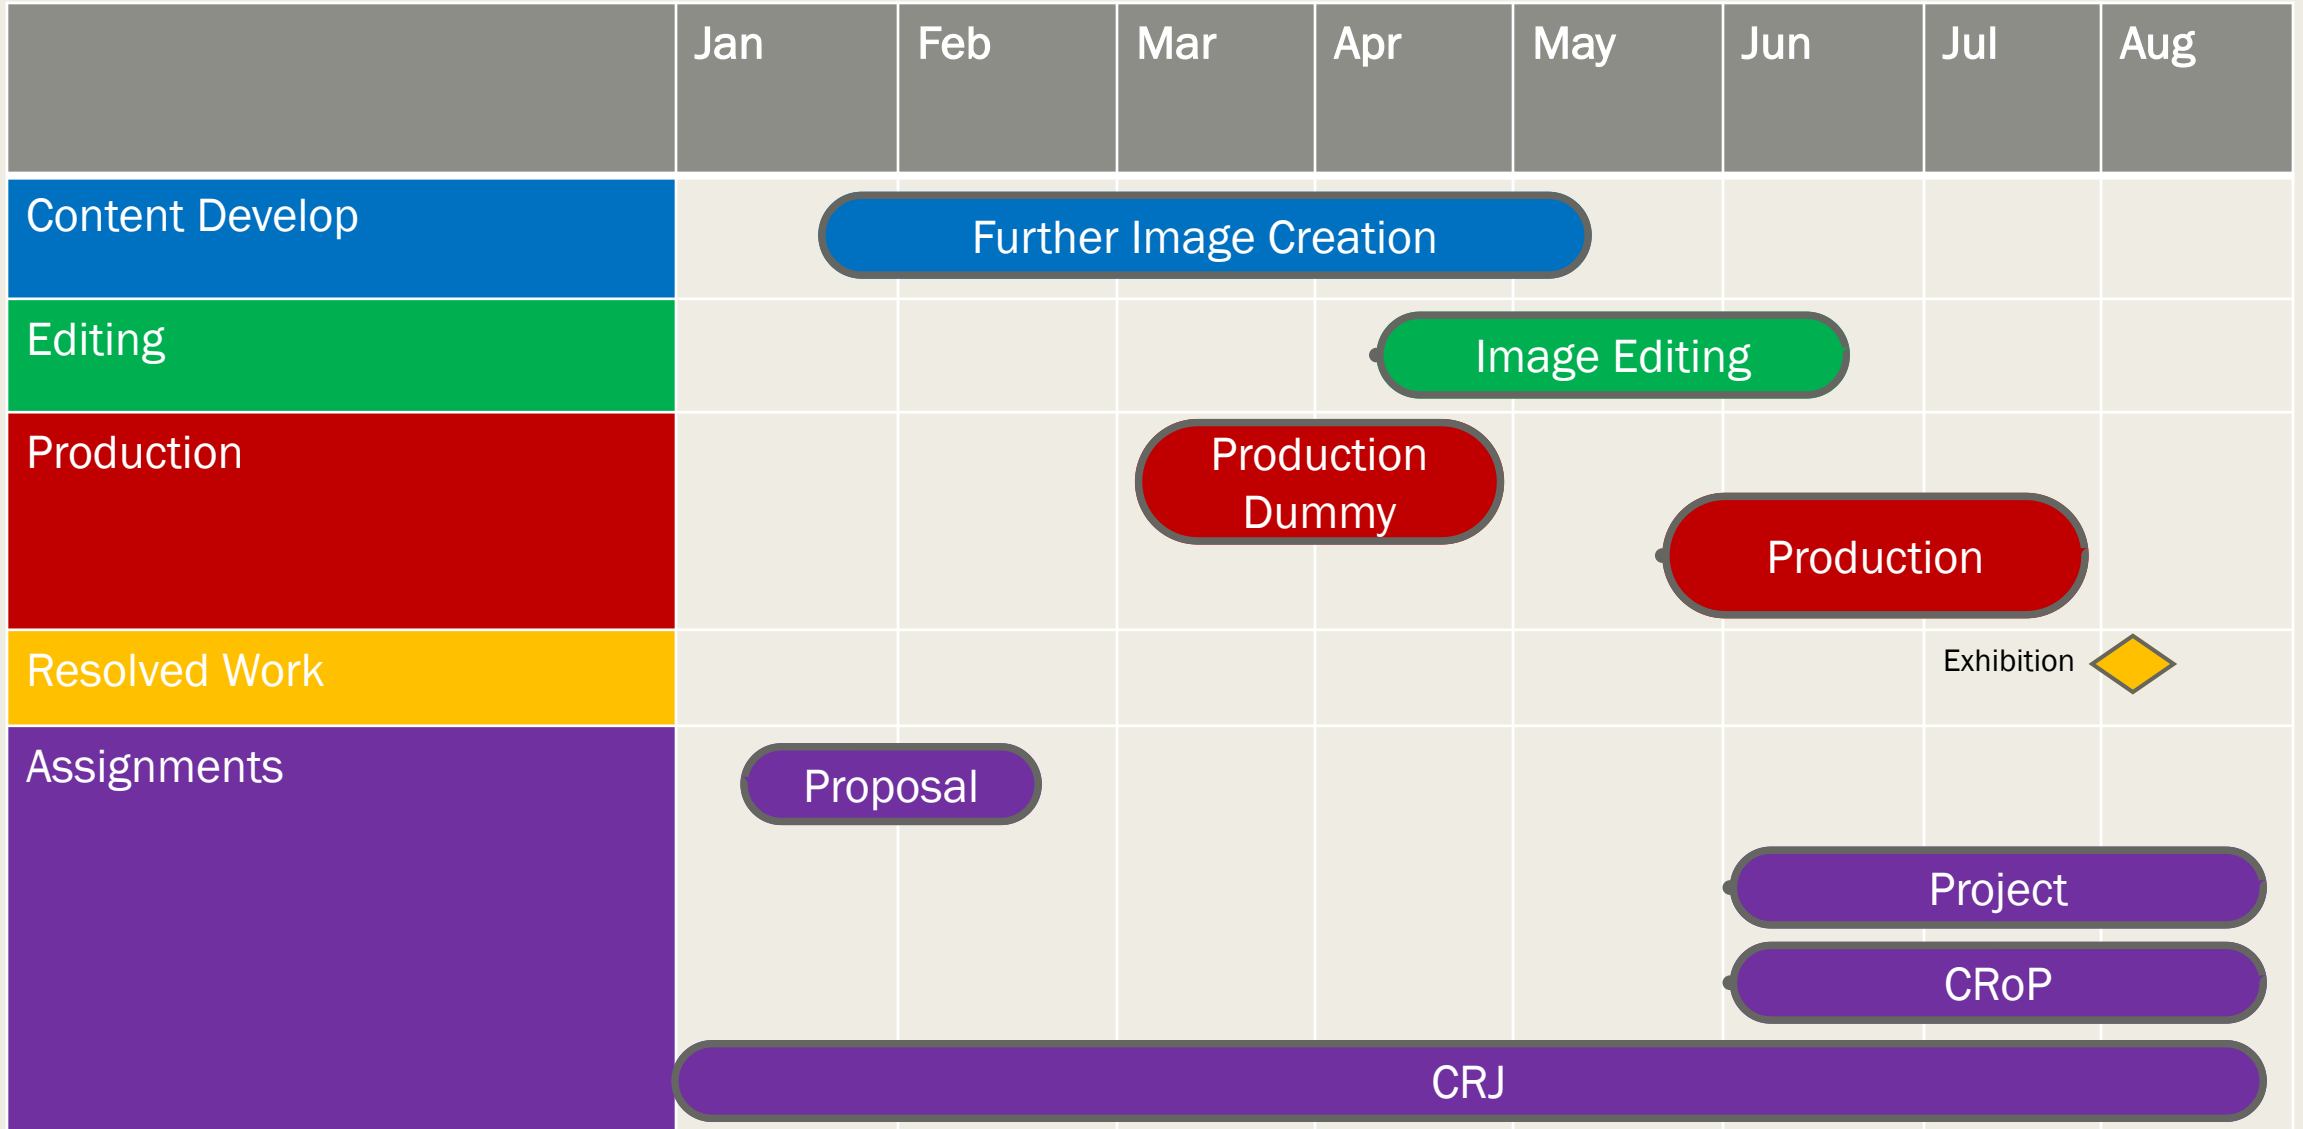 Jan
Feb
Mar
Apr
May
Jun
Jul
Aug
Content Develop
Further Image Creation
Editing
Image Editing
Production
Production
Dummy
Production
Resolved Work
Exhibition
Assignments
Proposal
Project
CRoP
CRJ